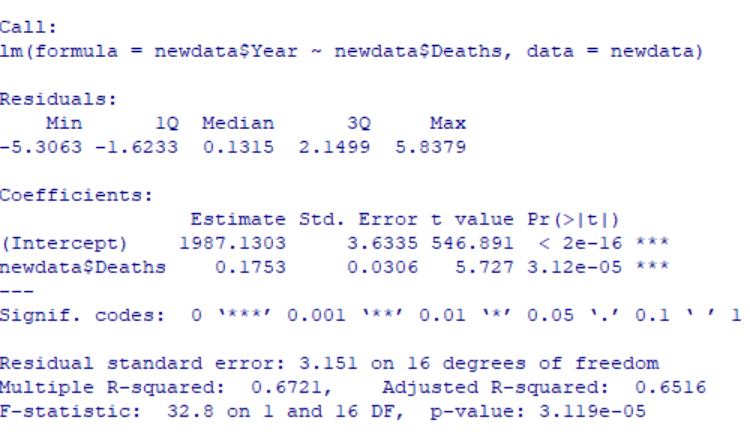 Call:
lm(formula = newdata$Year ~ newdata$Deaths, data = newdata)
Residuals:
    Min      1Q  Median      3Q     Max
-5.3063 -1.6233  0.1315  2.1499  5.8379
Coefficients:
                Estimate Std. Error t value Pr(>|t|)
(Intercept)    1987.1303     3.6335 546.891  < 2e-16 ***
newdata$Deaths    0.1753     0.0306   5.727 3.12e-05 ***
---
Signif. codes:  0 ‘***’ 0.001 ‘**’ 0.01 ‘*’ 0.05 ‘.’ 0.1 ‘ ’ 1
Residual standard error: 3.151 on 16 degrees of freedom
Multiple R-squared:  0.6721,    Adjusted R-squared:  0.6516
F-statistic:  32.8 on 1 and 16 DF,  p-value: 3.119e-05